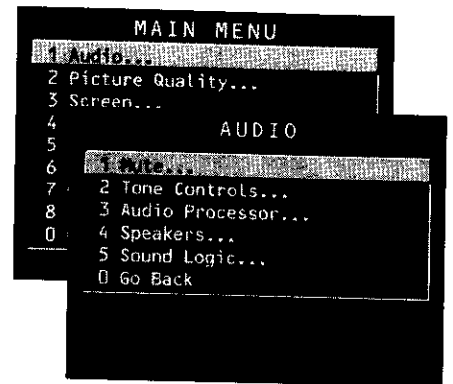 MAIN MENU
1 Audio...
2 Picture Quality...
3 Screen...
4
5
6
7
8
0
AUDIO
1 Mute...
2 Tone Controls...
3 Audio Processor...
4 Speakers...
5 Sound Logic...
0 Go Back